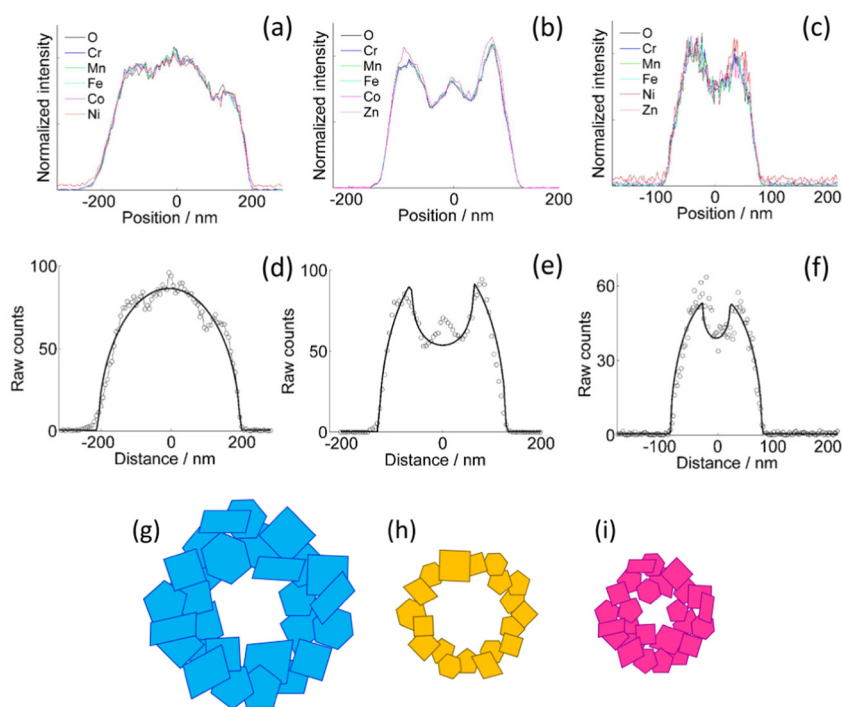 (a)
O
Cr
Mn
Fe
Co
Ni
Normalized intensity
-200
0
200
Position / nm
(b)
O
Cr
Mn
Fe
Co
Zn
Normalized intensity
-200
0
200
Position / nm
(c)
O
Cr
Mn
Fe
Ni
Zn
Normalized intensity
-100
0
100
200
Position / nm
(d)
100
50
0
Raw counts
-200
0
200
Distance / nm
(e)
100
50
0
Raw counts
-200
0
200
Distance / nm
(f)
60
30
0
Raw counts
-100
0
100
200
Distance / nm
(g)
(h)
(i)